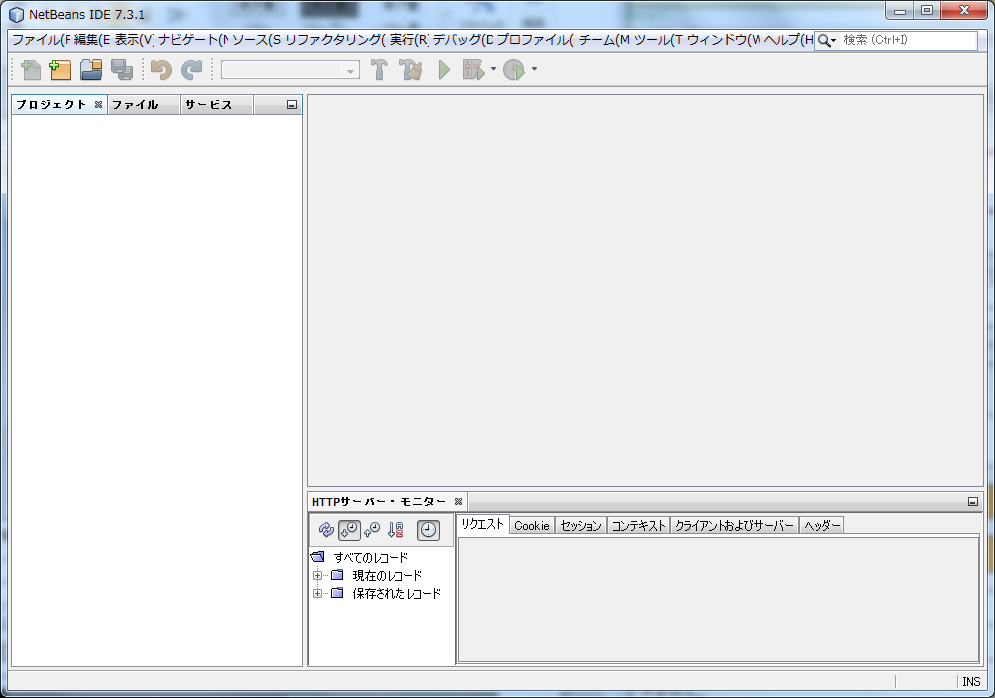 NetBeans IDE 7.3.1
ファイル(F 編集(E 表示(V) ナビゲート(N ソース(S リファクタリング( 実行(R) デバッグ(D プロファイル( チーム(M ツール(T ウィンドウ(W ヘルプ(H 検索 (Ctrl+I)
プロジェクト ファイル サービス
HTTPサーバー・モニター
リクエスト Cookie セッション コンテキスト クライアントおよびサーバー ヘッダー
すべてのレコード
現在のレコード
保存されたレコード
INS